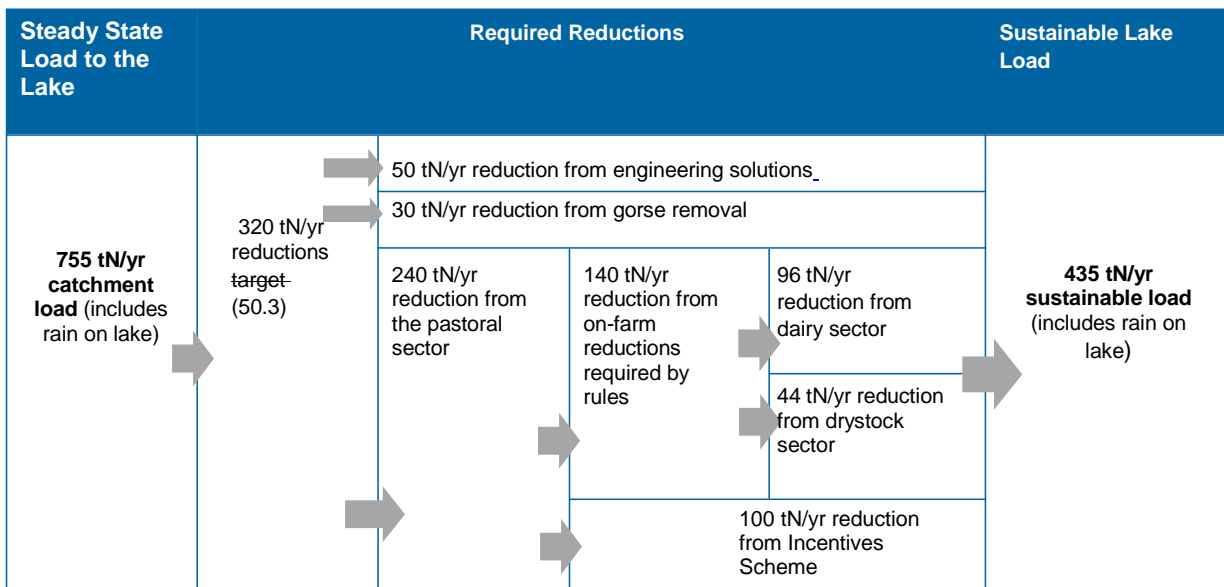 Steady State
Load to the
Lake
Required Reductions
Sustainable Lake
Load
755 tN/yr
catchment
load (includes
rain on lake)
320 tN/yr
reductions
target
(50.3)
50 tN/yr reduction from engineering solutions
30 tN/yr reduction from gorse removal
240 tN/yr
reduction from
the pastoral
sector
140 tN/yr
reduction from
on-farm
reductions
required by
rules
96 tN/yr
reduction from
dairy sector
44 tN/yr reduction
from drystock
sector
100 tN/yr reduction
from Incentives
Scheme
435 tN/yr
sustainable load
(includes rain on
lake)